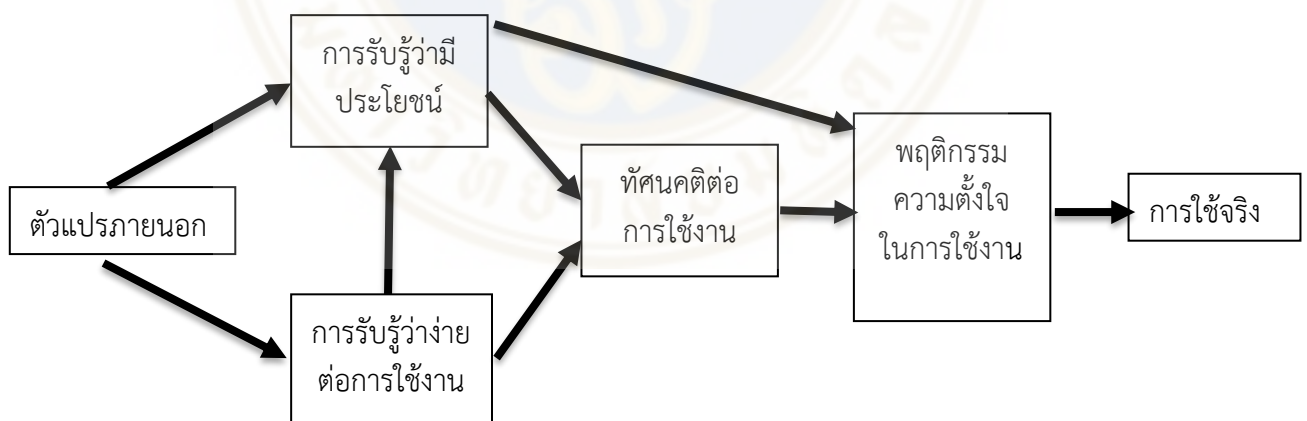 การรับรู้ว่ามี
ประโยชน์
ตัวแปรภายนอก
การรับรู้ว่าง่าย
ต่อการใช้งาน
ทัศนคติต่อ
การใช้งาน
พฤติกรรม
ความตั้งใจ
ในการใช้งาน
การใช้จริง